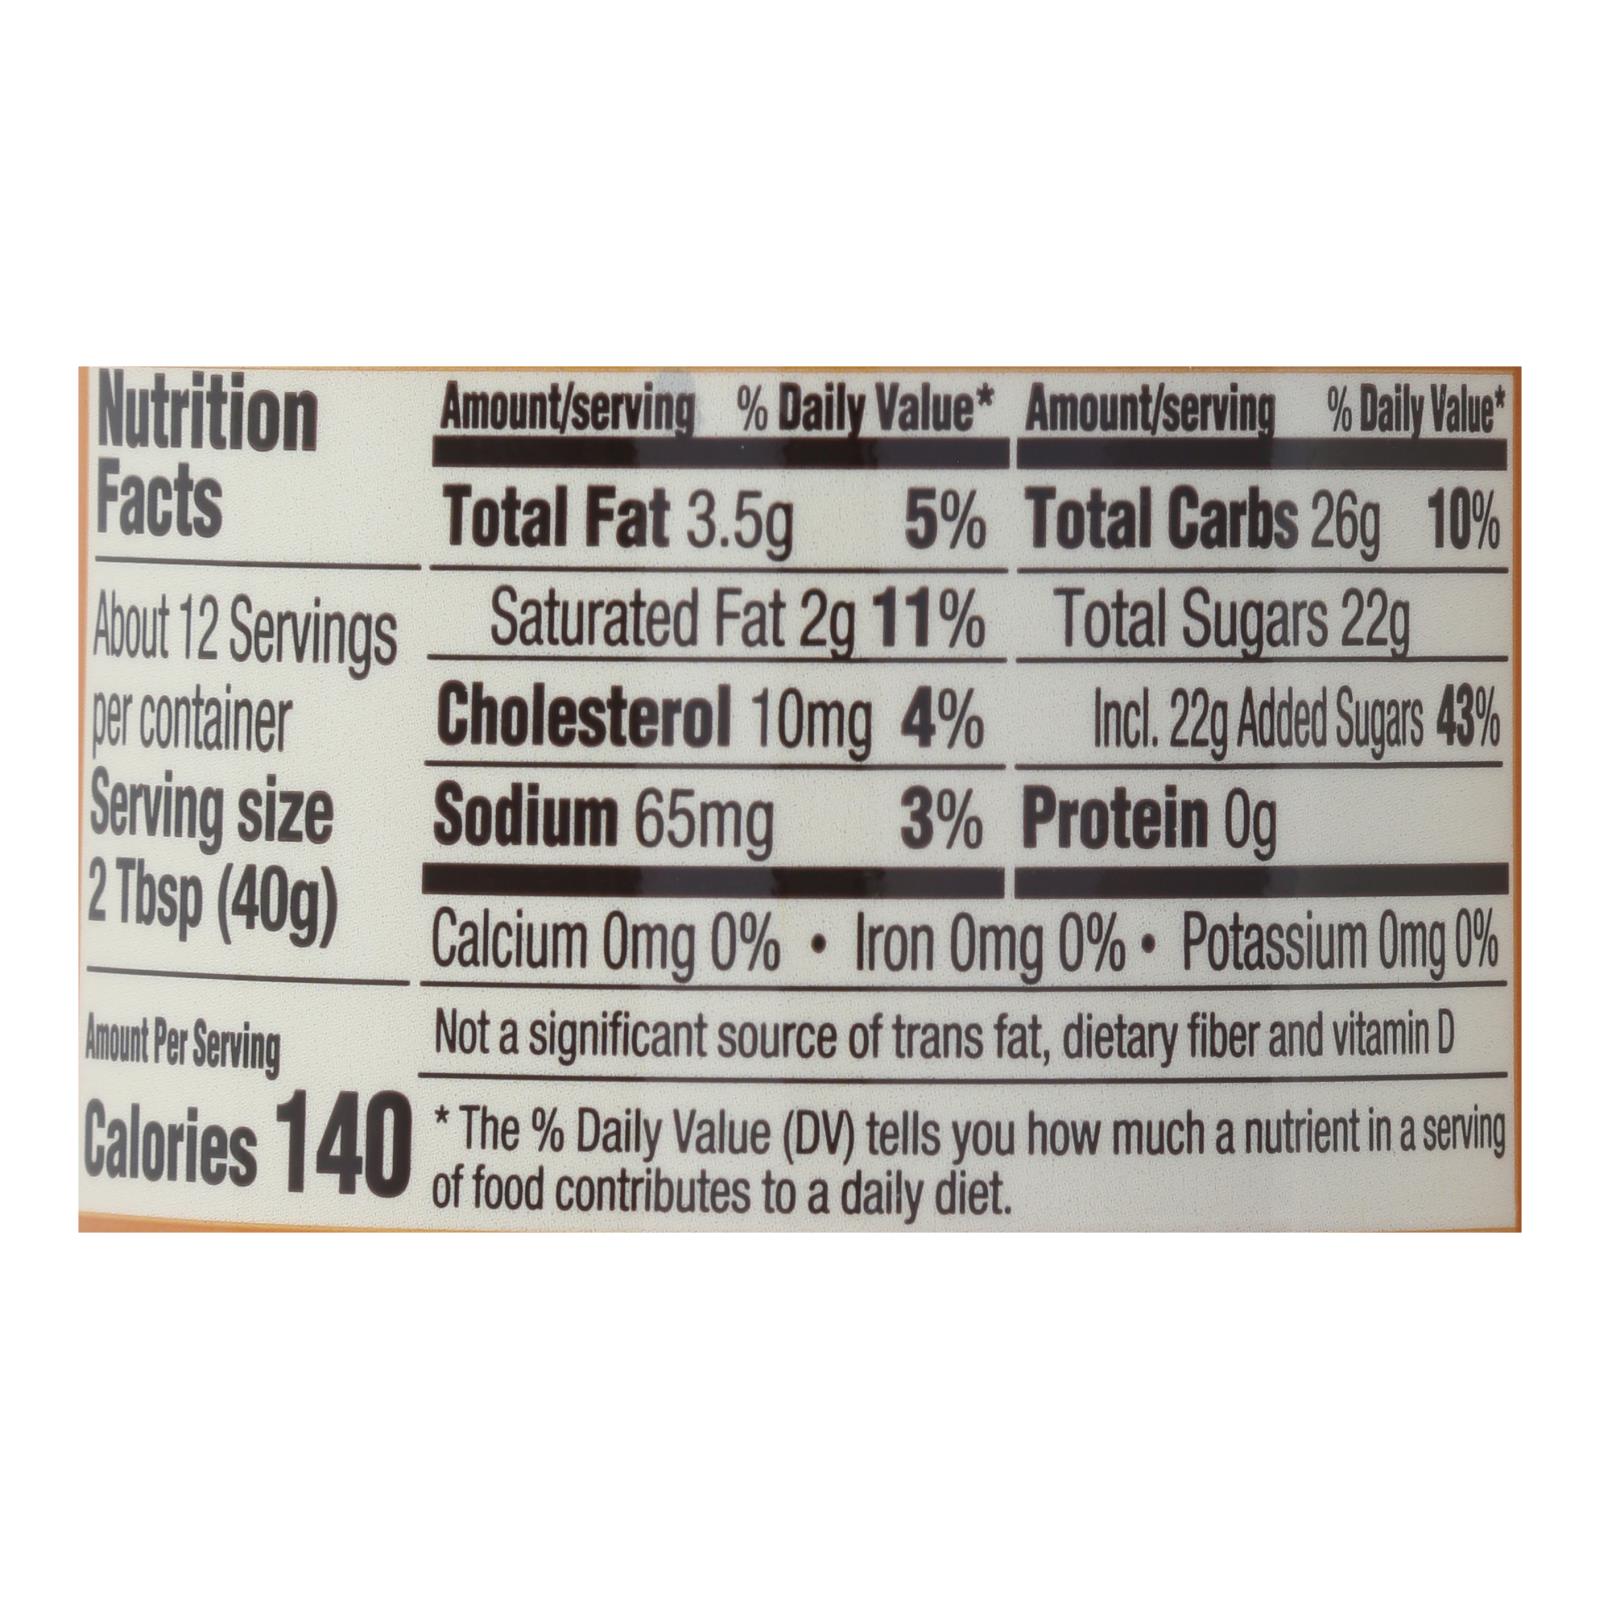 Nutrition
Facts
About 12 Servings
per container
Serving size
2 Tbsp (40g)
Amount Per Serving
Calories 140
Amount/serving % Daily Value*
Total Fat 3.5g 5%
Saturated Fat 2g 11%
Cholesterol 10mg 4%
Sodium 65mg 3%
Amount/serving % Daily Value*
Total Carbs 26g 10%
Total Sugars 22g
Incl. 22g Added Sugars 43%
Protein 0g
Calcium 0mg 0% • Iron 0mg 0% • Potassium 0mg 0%
Not a significant source of trans fat, dietary fiber and vitamin D
* The % Daily Value (DV) tells you how much a nutrient in a serving
of food contributes to a daily diet.